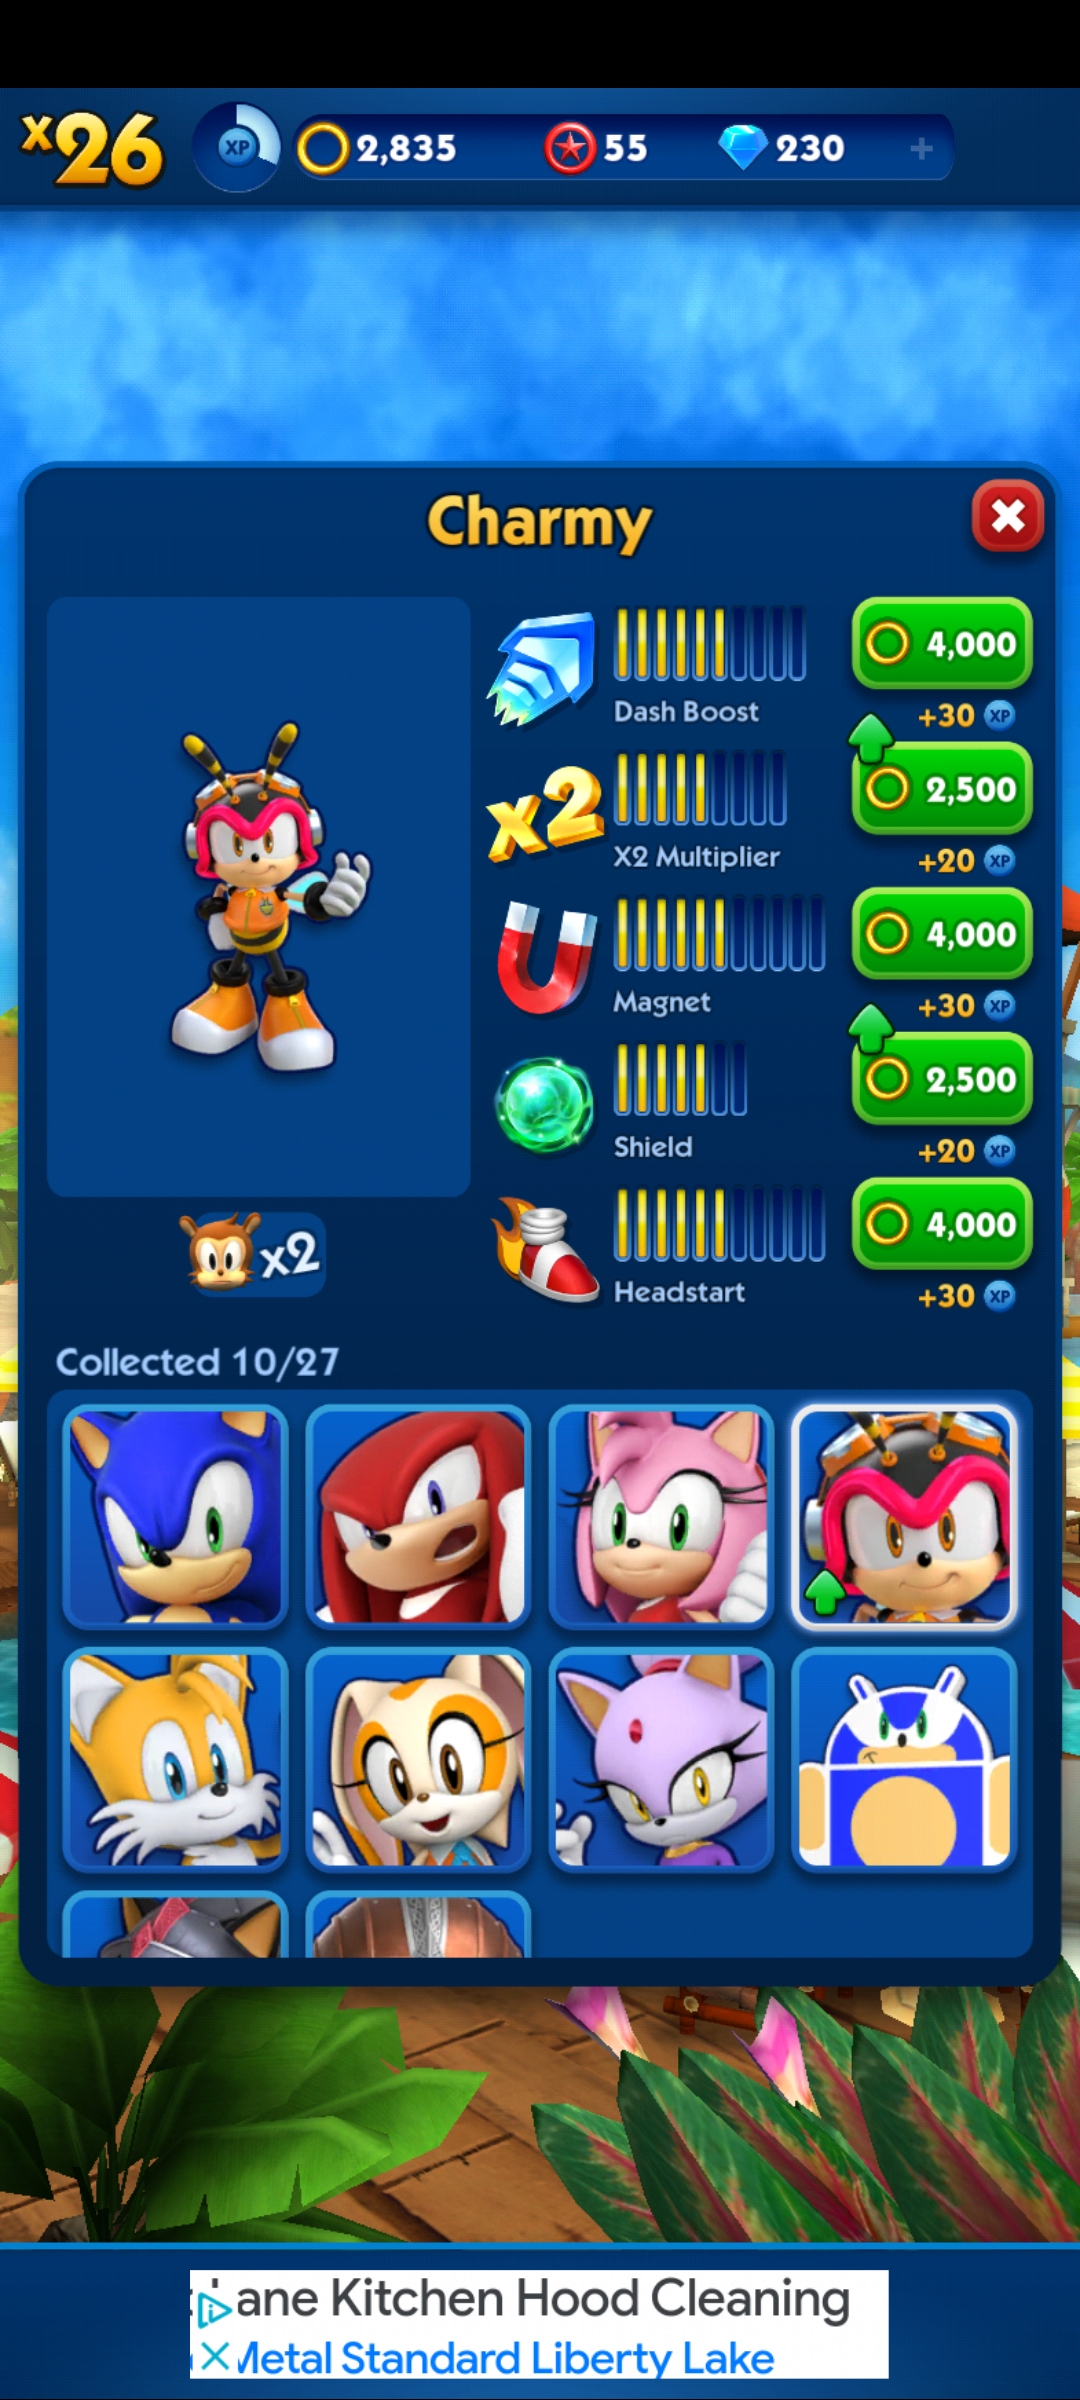 x26
XP
2,835
55
230
+
Charmy
4,000
Dash Boost
+30 XP
x2
2,500
X2 Multiplier
+20 XP
4,000
Magnet
+30 XP
2,500
Shield
+20 XP
x2
4,000
Headstart
+30 XP
Collected 10/27
ane Kitchen Hood Cleaning
Metal Standard Liberty Lake